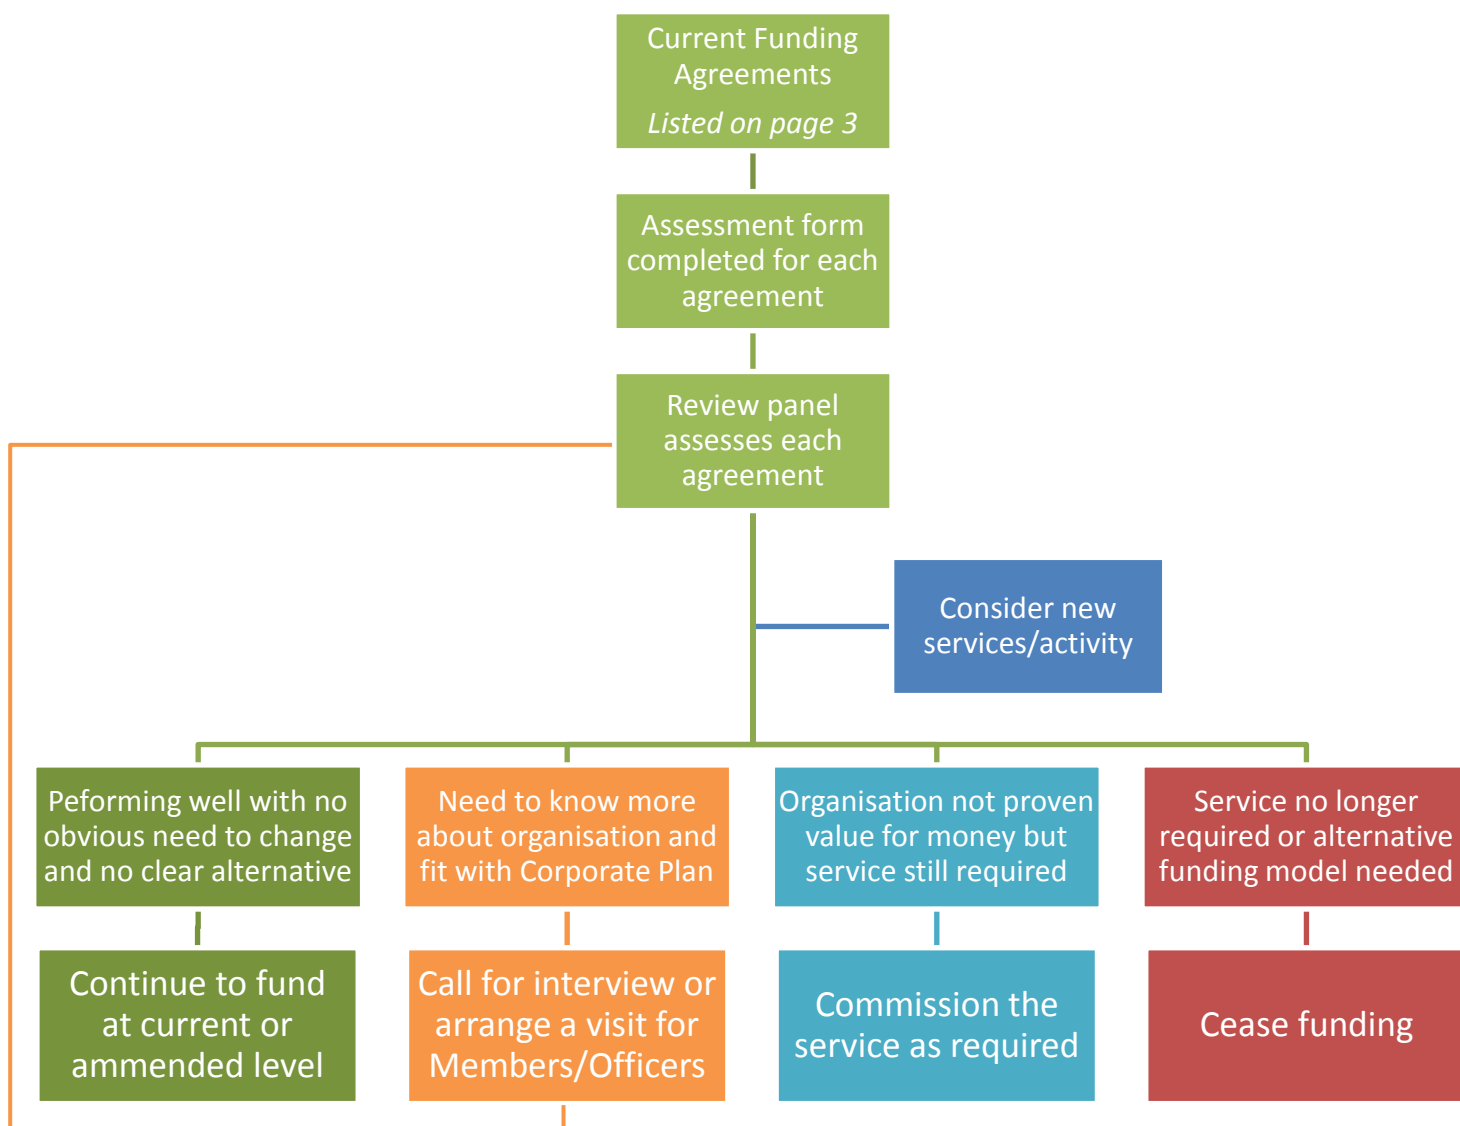 Current Funding
Agreements
Listed on page 3
Assessment form
completed for each
agreement
Review panel
assesses each
agreement
Consider new
services/activity
Peforming well with no
obvious need to change
and no clear alternative
Need to know more
about organisation and
fit with Corporate Plan
Organisation not proven
value for money but
service still required
Service no longer
required or alternative
funding model needed
Continue to fund
at current or
ammended level
Call for interview or
arrange a visit for
Members/Officers
Commission the
service as required
Cease funding